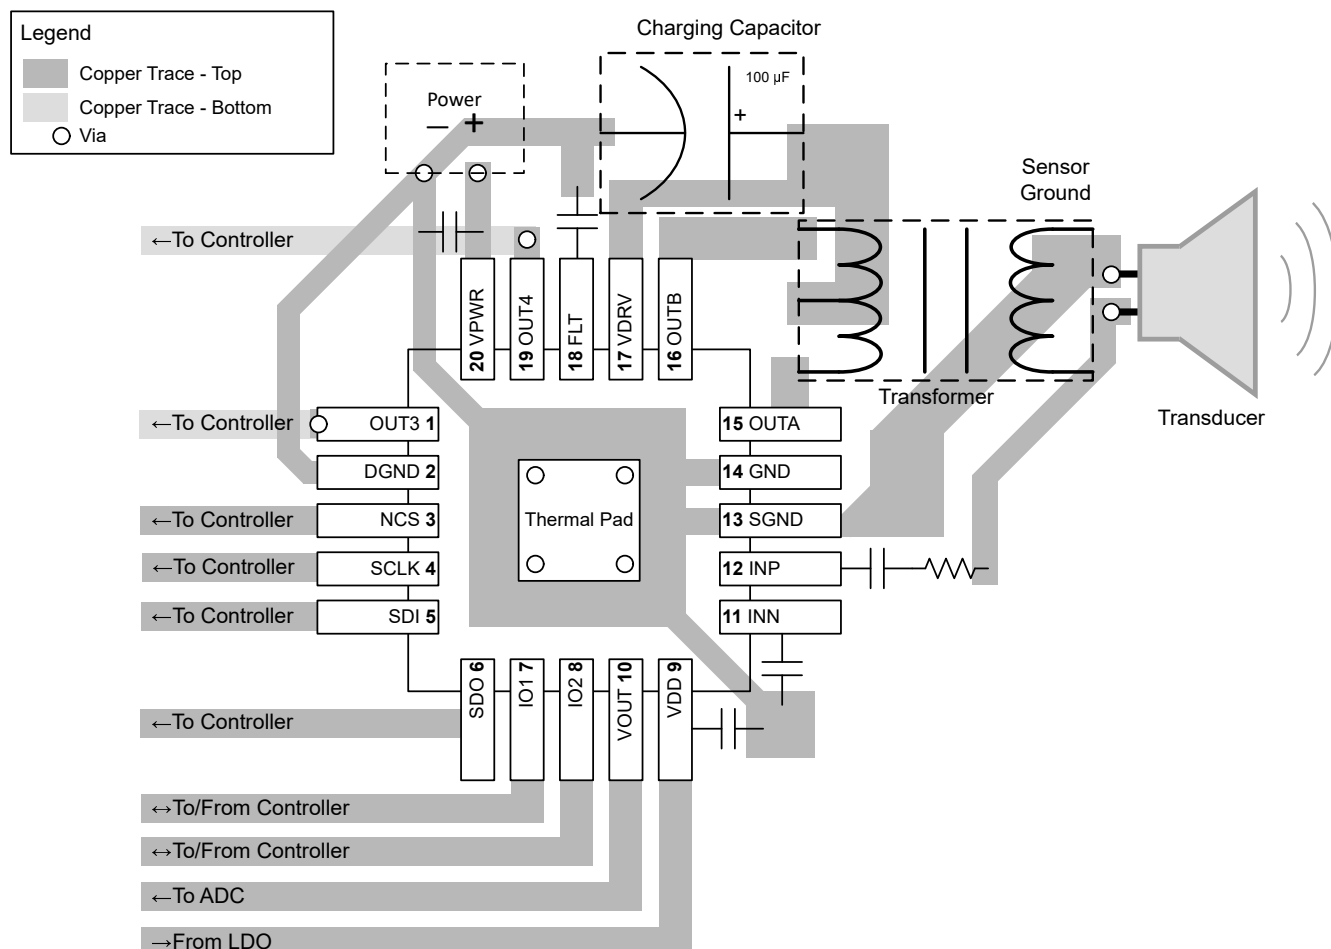 Legend
Copper Trace - Top
Copper Trace - Bottom
Via
Charging Capacitor
100 µF
+
Power
— +
Sensor
Ground
←To Controller
20 VPWR
19 OUT4
18 FLT
17 VDRV
16 OUTB
Transformer
Transducer
←To Controller
OUT3 1
15 OUTA
DGND 2
14 GND
←To Controller
NCS 3
Thermal Pad
13 SGND
←To Controller
SCLK 4
12 INP
←To Controller
SDI 5
11 INN
SDO 6
IO1 7
IO2 8
VOUT 10
VDD 9
←To Controller
↔To/From Controller
↔To/From Controller
←To ADC
→From LDO